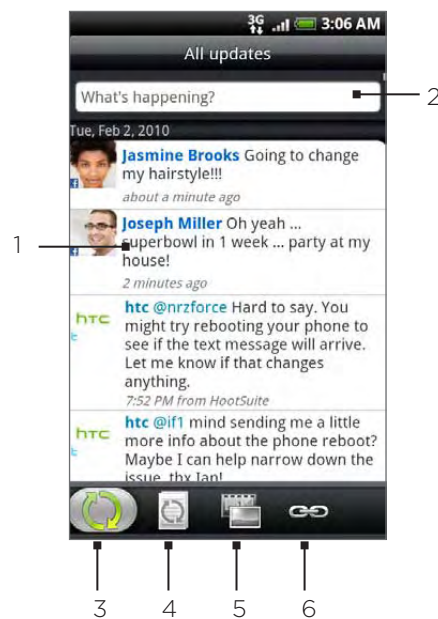 3G 3:06 AM
All updates
What's happening?
2
Tue, Feb 2, 2010
Jasmine Brooks Going to change
my hairstyle!!!
about a minute ago
1
Joseph Miller Oh yeah ...
superbowl in 1 week ... party at my
house!
2 minutes ago
hTC
htc @nrzforce Hard to say. You
might try rebooting your phone to
see if the text message will arrive.
Let me know if that changes
anything.
7:52 PM from HootSuite
hTC
htc @if1 mind sending me a little
more info about the phone reboot?
Maybe I can help narrow down the
issue. thx Ian!
3 4 5 6